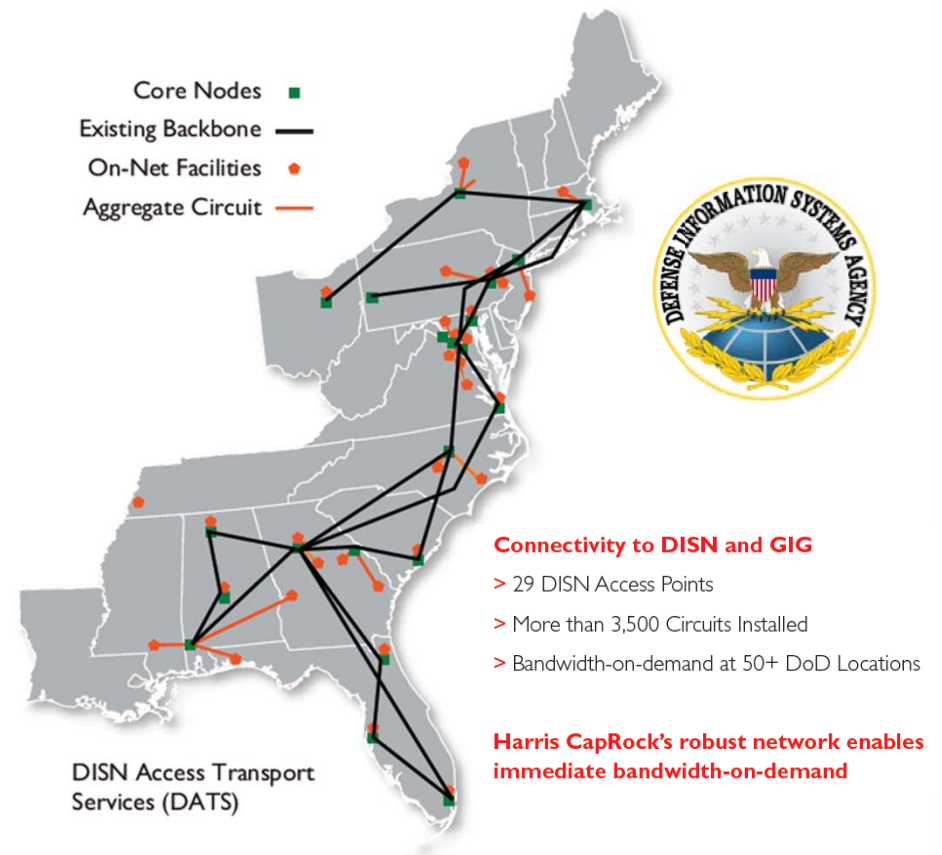 Core Nodes
Existing Backbone
On-Net Facilities
Aggregate Circuit
DEFENSE INFORMATION SYSTEMS AGENCY
Connectivity to DISN and GIG
> 29 DISN Access Points
> More than 3,500 Circuits Installed
> Bandwidth-on-demand at 50+ DoD Locations
Harris CapRock’s robust network enables
immediate bandwidth-on-demand
DISN Access Transport
Services (DATS)